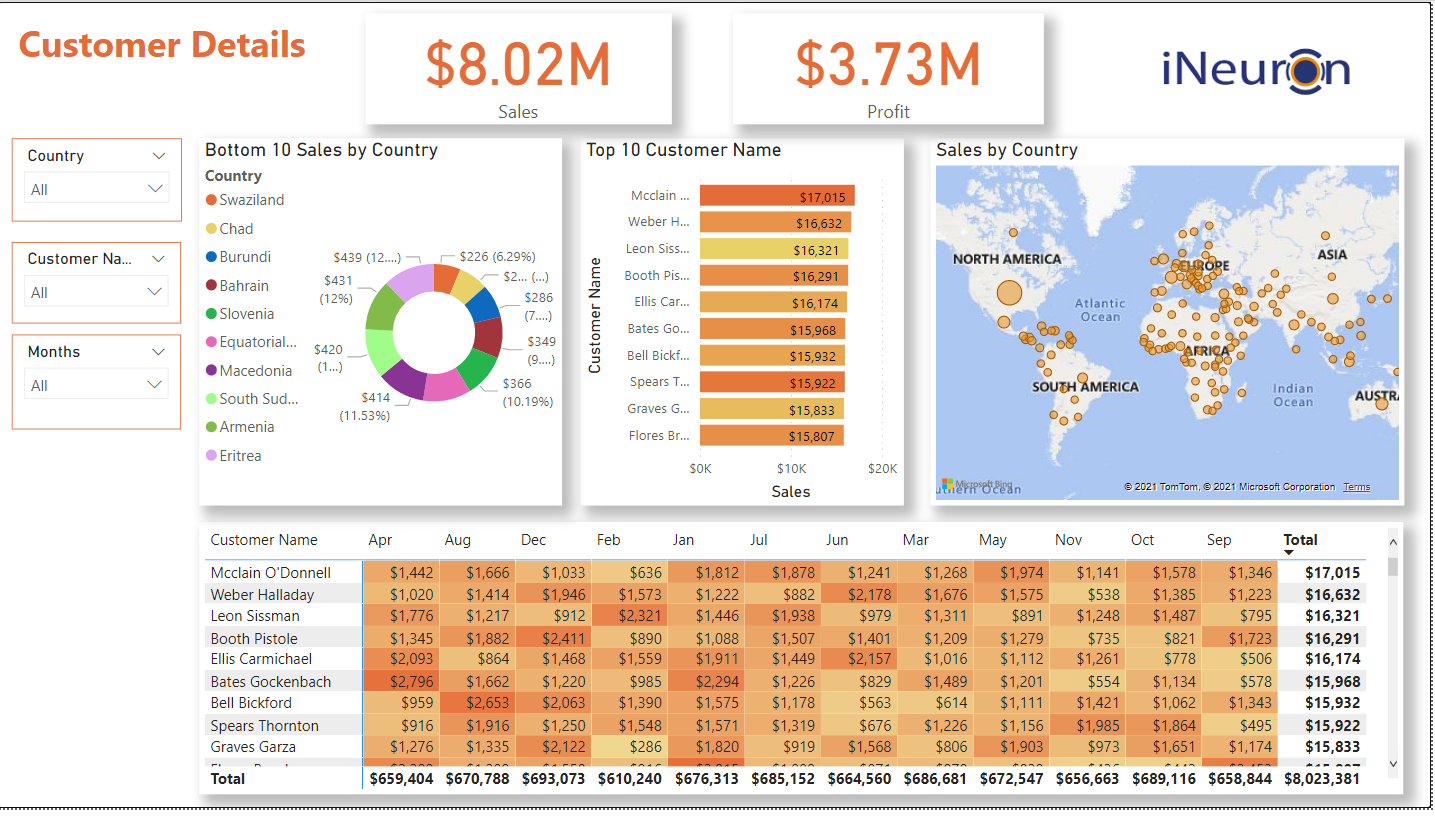 Customer Details
$8.02M
Sales
$3.73M
Profit
iNeuron
Country
All
Customer Na...
All
Months
All
Bottom 10 Sales by Country
Country
Swaziland
Chad
Burundi
Bahrain
Slovenia
Equatorial...
Macedonia
South Sud...
Armenia
Eritrea
$439 (12....)
$226 (6.29%)
$2... (...)
$431
(12%)
$286
(7....)
$349
(9....)
$420
(1...)
$366
(10.19%)
$414
(11.53%)
Top 10 Customer Name
Customer Name
Mcclain ... $17,015
Weber H... $16,632
Leon Siss... $16,321
Booth Pis... $16,291
Ellis Car... $16,174
Bates Go... $15,968
Bell Bickf... $15,932
Spears T... $15,922
Graves G... $15,833
Flores Br... $15,807
$0K $10K $20K
Sales
Sales by Country
NORTH AMERICA
EUROPE
ASIA
Atlantic
Ocean
AFRICA
SOUTH AMERICA
Indian
Ocean
AUSTR
Microsoft Bing
uthern Ocean
© 2021 TomTom, © 2021 Microsoft Corporation Terms
Customer Name Apr Aug Dec Feb Jan Jul Jun Mar May Nov Oct Sep Total
Mcclain O'Donnell $1,442 $1,666 $1,033 $636 $1,812 $1,878 $1,241 $1,268 $1,974 $1,141 $1,578 $1,346 $17,015
Weber Halladay $1,020 $1,414 $1,946 $1,573 $1,222 $882 $2,178 $1,676 $1,575 $538 $1,385 $1,223 $16,632
Leon Sissman $1,776 $1,217 $912 $2,321 $1,446 $1,938 $979 $1,311 $891 $1,248 $1,487 $795 $16,321
Booth Pistole $1,345 $1,882 $2,411 $890 $1,088 $1,507 $1,401 $1,209 $1,279 $735 $821 $1,723 $16,291
Ellis Carmichael $2,093 $864 $1,468 $1,559 $1,911 $1,449 $2,157 $1,016 $1,112 $1,261 $778 $506 $16,174
Bates Gockenbach $2,796 $1,662 $1,220 $985 $2,294 $1,226 $829 $1,489 $1,201 $554 $1,134 $578 $15,968
Bell Bickford $959 $2,653 $2,063 $1,390 $1,575 $1,178 $563 $614 $1,111 $1,421 $1,062 $1,343 $15,932
Spears Thornton $916 $1,916 $1,250 $1,548 $1,571 $1,319 $676 $1,226 $1,156 $1,985 $1,864 $495 $15,922
Graves Garza $1,276 $1,335 $2,122 $286 $1,820 $919 $1,568 $806 $1,903 $973 $1,651 $1,174 $15,833
Total $659,404 $670,788 $693,073 $610,240 $676,313 $685,152 $664,560 $686,681 $672,547 $656,663 $689,116 $658,844 $8,023,381